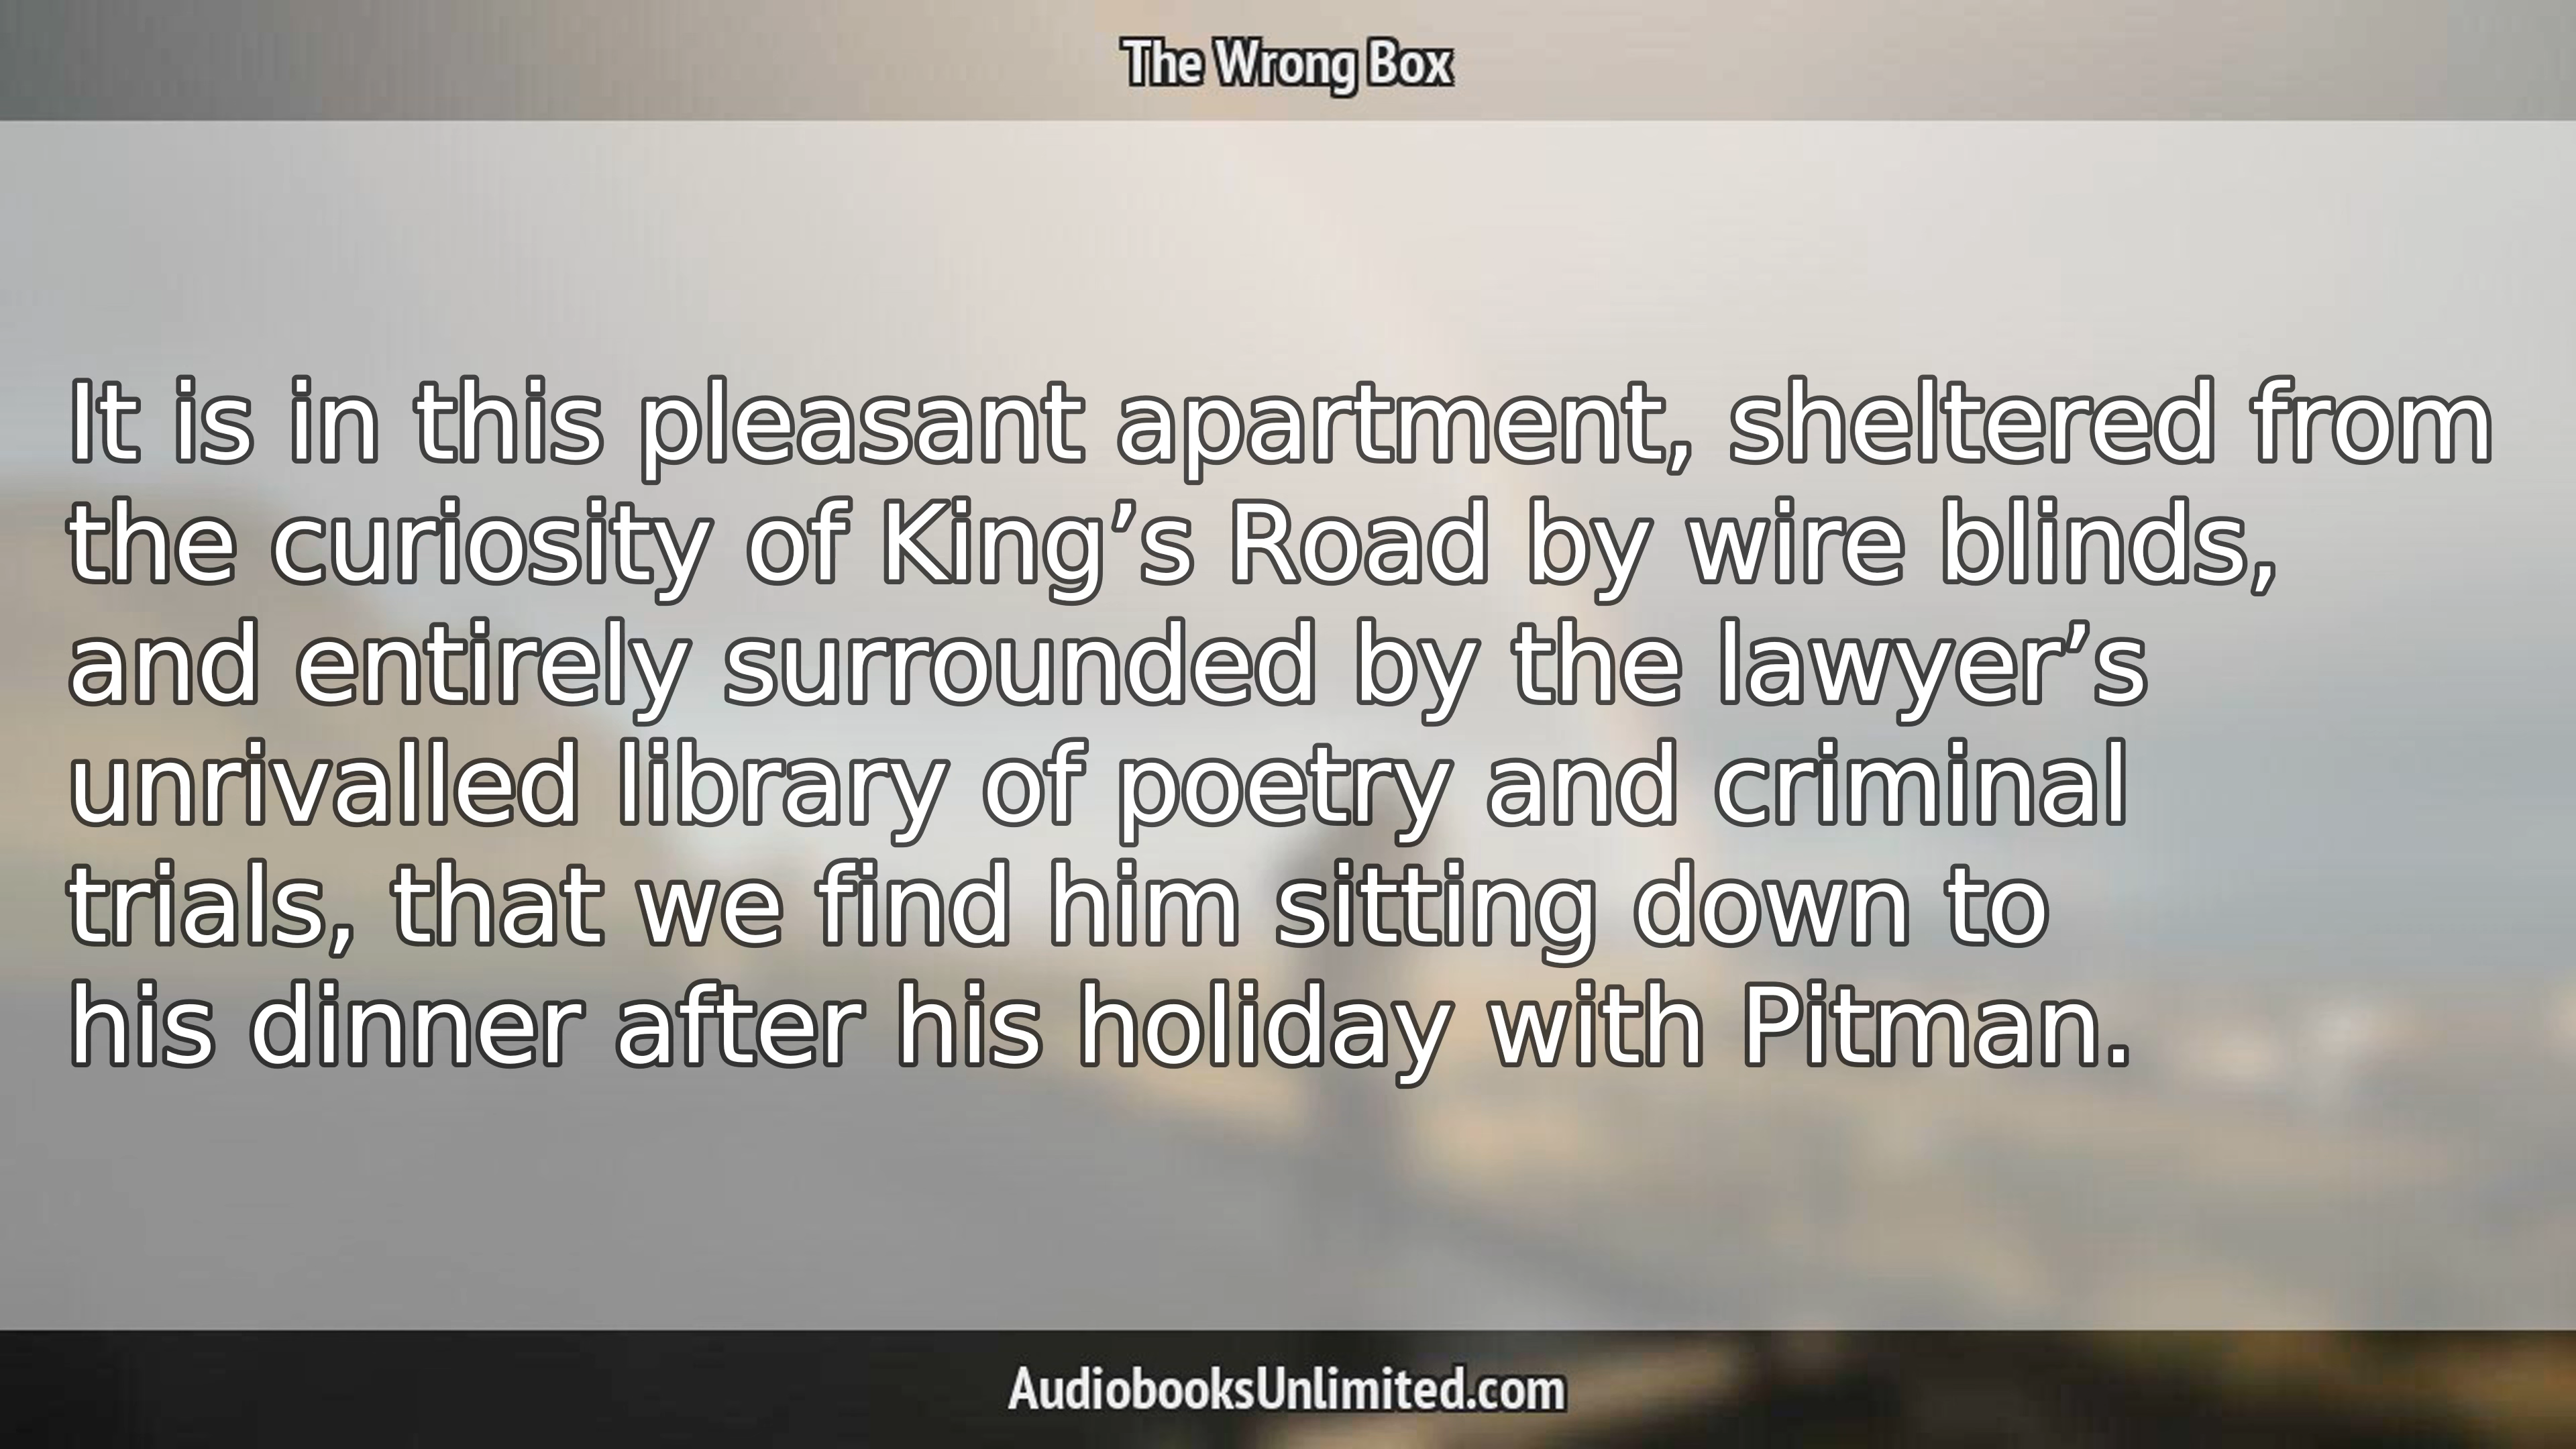 The Wrong Box
It is in this pleasant apartment, sheltered from
the curiosity of King’s Road by wire blinds,
and entirely surrounded by the lawyer’s
unrivalled library of poetry and criminal
trials, that we find him sitting down to
his dinner after his holiday with Pitman.
AudiobooksUnlimited.com